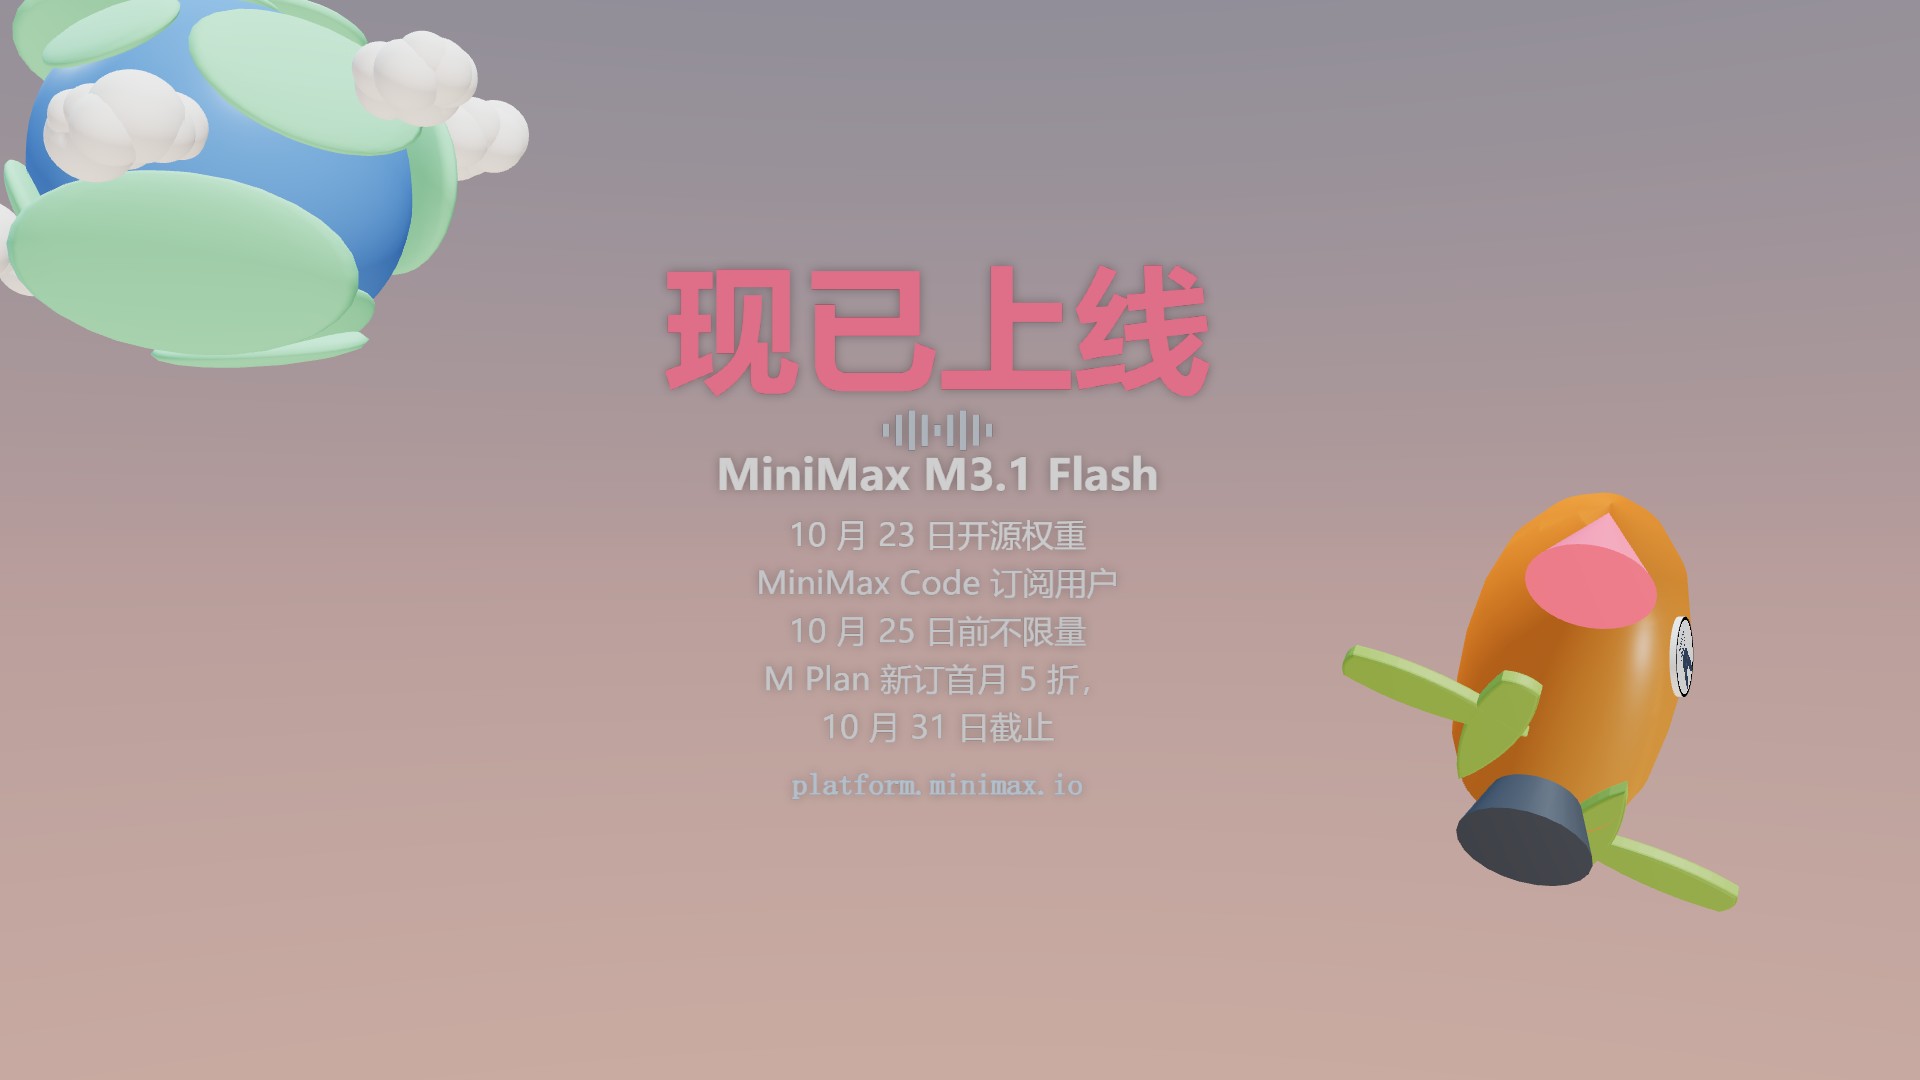 现已上线
MiniMax M3.1 Flash
10 月 23 日开源权重
MiniMax Code 订阅用户
10 月 25 日前不限量
M Plan 新订首月 5 折，
10 月 31 日截止
platform.minimax.io